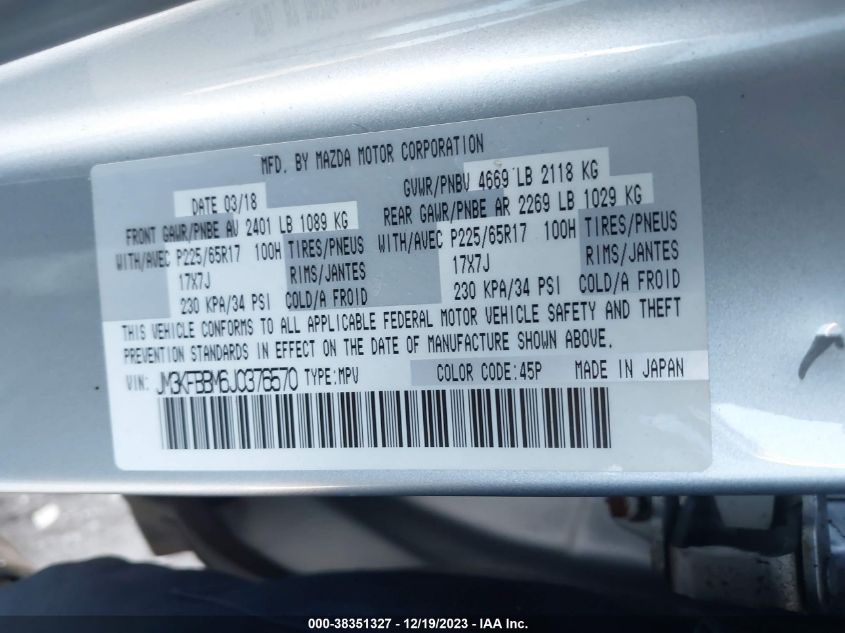 MFD. BY MAZDA MOTOR CORPORATION
DATE 03/18 GVWR/PNBV 4669 LB 2118 KG
FRONT GAWR/PNBE AV 2401 LB 1089 KG REAR GAWR/PNBE AR 2269 LB 1029 KG
WITH/AVEC P225/65R17 100H TIRES/PNEUS WITH/AVEC P225/65R17 100H TIRES/PNEUS
17X7J RIMS/JANTES 17X7J RIMS/JANTES
230 KPA/34 PSI COLD/A FROID 230 KPA/34 PSI COLD/A FROID
THIS VEHICLE CONFORMS TO ALL APPLICABLE FEDERAL MOTOR VEHICLE SAFETY AND THEFT
PREVENTION STANDARDS IN EFFECT ON THE DATE OF MANUFACTURE SHOWN ABOVE.
VIN: JM3KFBBM6J0376570 TYPE:MPV COLOR CODE:45P MADE IN JAPAN
000-38351327 - 12/19/2023 - IAA Inc.